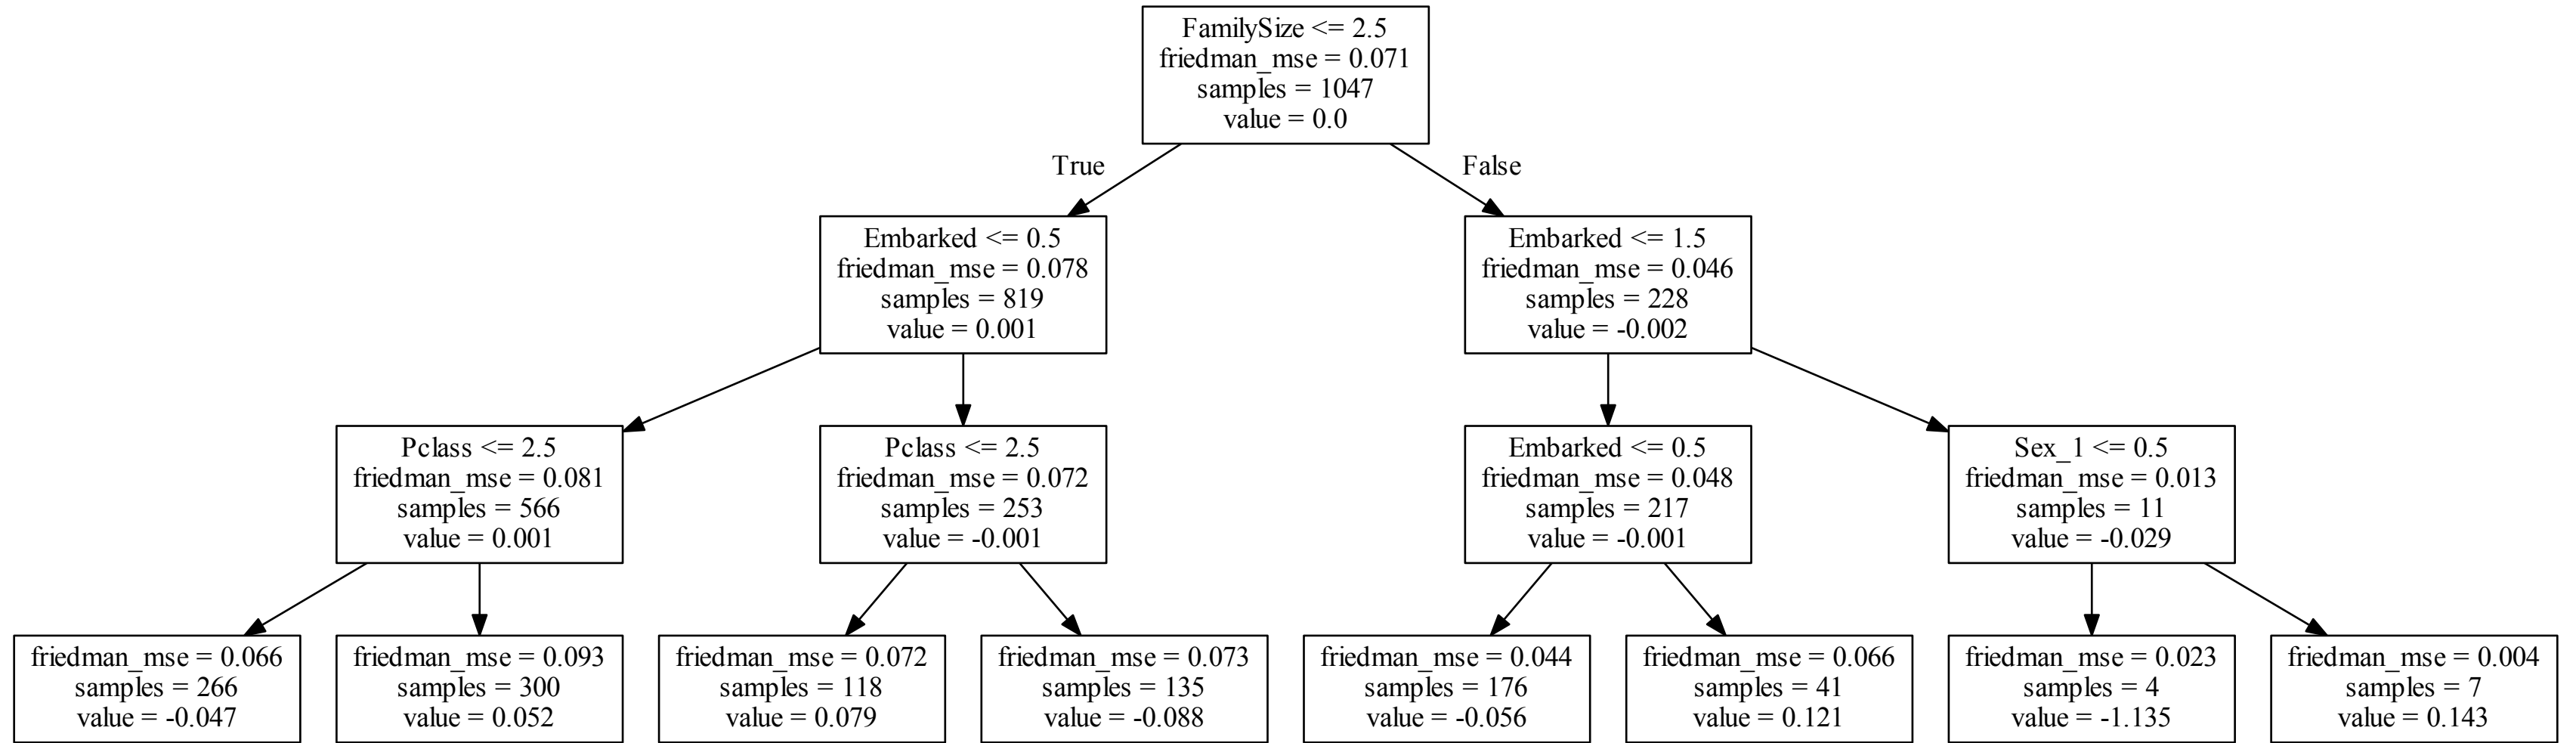 FamilySize <= 2.5
friedman_mse = 0.071
samples = 1047
value = 0.0
True
False
Embarked <= 0.5
friedman_mse = 0.078
samples = 819
value = 0.001
Embarked <= 1.5
friedman_mse = 0.046
samples = 228
value = -0.002
Pclass <= 2.5
friedman_mse = 0.081
samples = 566
value = 0.001
Pclass <= 2.5
friedman_mse = 0.072
samples = 253
value = -0.001
Embarked <= 0.5
friedman_mse = 0.048
samples = 217
value = -0.001
Sex_1 <= 0.5
friedman_mse = 0.013
samples = 11
value = -0.029
friedman_mse = 0.066
samples = 266
value = -0.047
friedman_mse = 0.093
samples = 300
value = 0.052
friedman_mse = 0.072
samples = 118
value = 0.079
friedman_mse = 0.073
samples = 135
value = -0.088
friedman_mse = 0.044
samples = 176
value = -0.056
friedman_mse = 0.066
samples = 41
value = 0.121
friedman_mse = 0.023
samples = 4
value = -1.135
friedman_mse = 0.004
samples = 7
value = 0.143